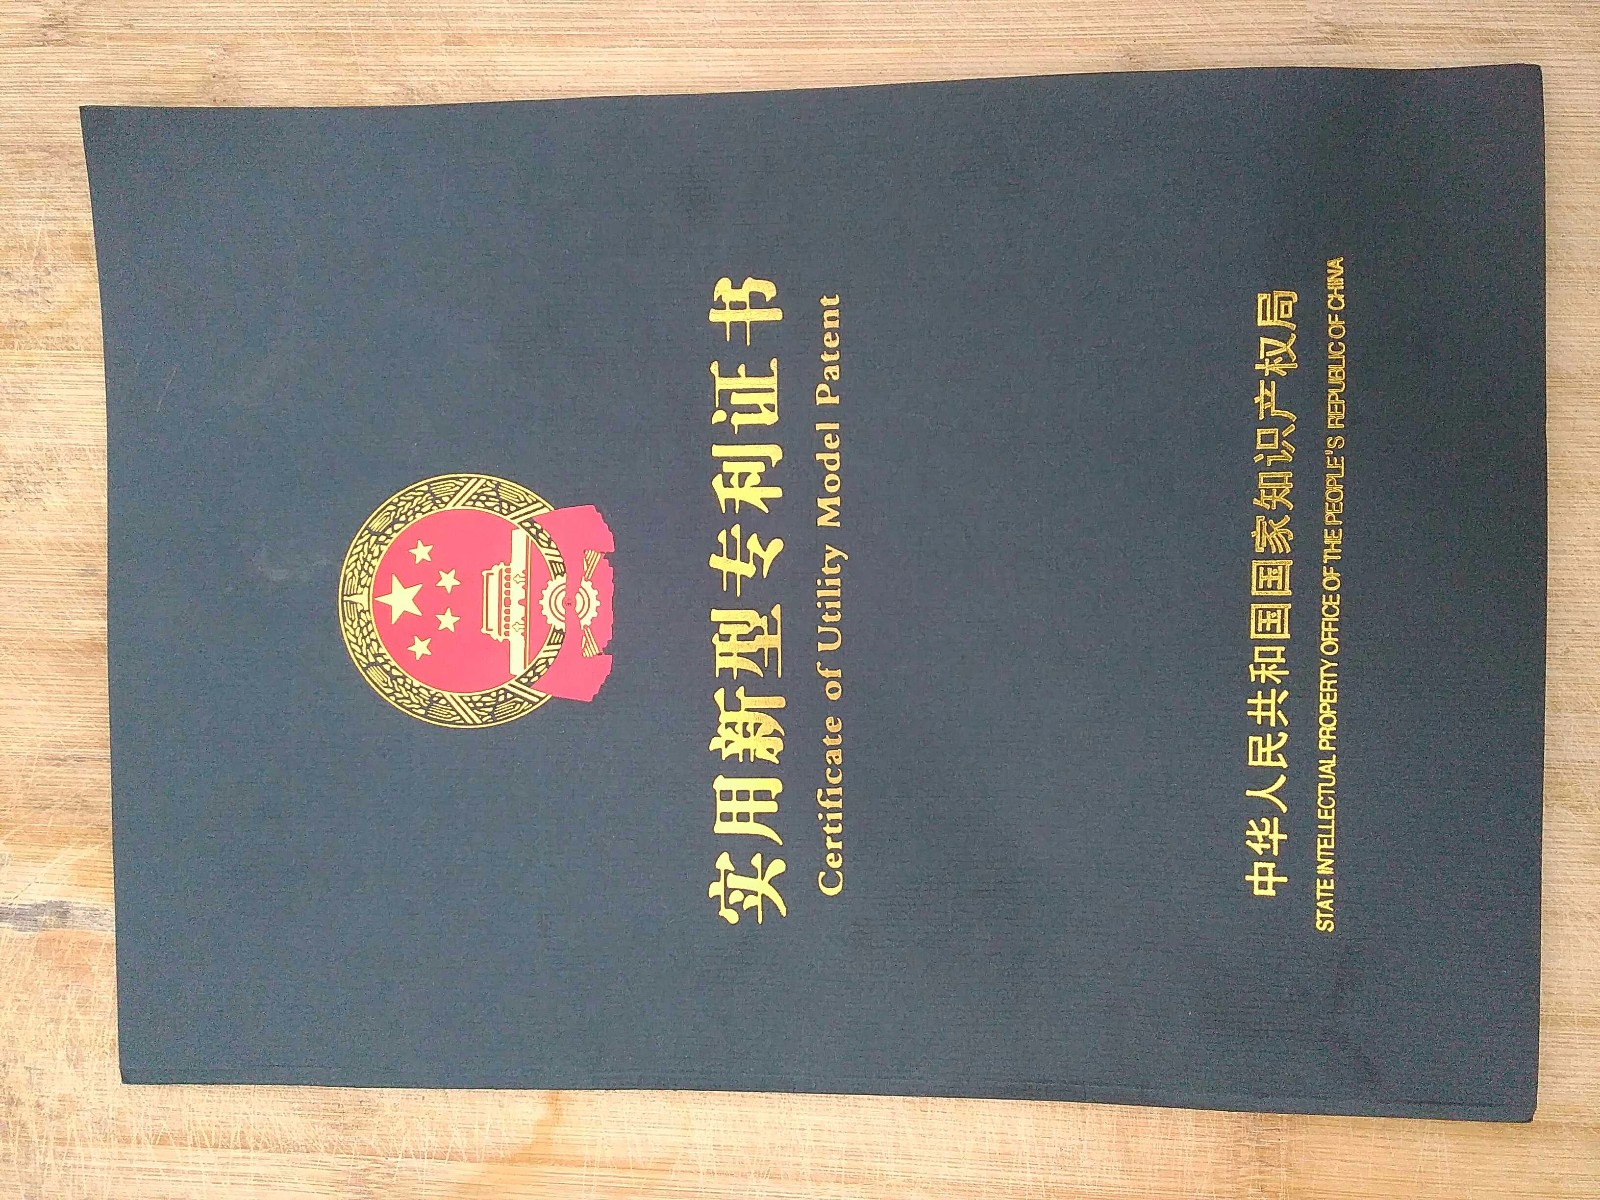 实用新型专利证书
Certificate of Utility Model Patent
中华人民共和国国家知识产权局
STATE INTELLECTUAL PROPERTY OFFICE OF THE PEOPLE'S REPUBLIC OF CHINA